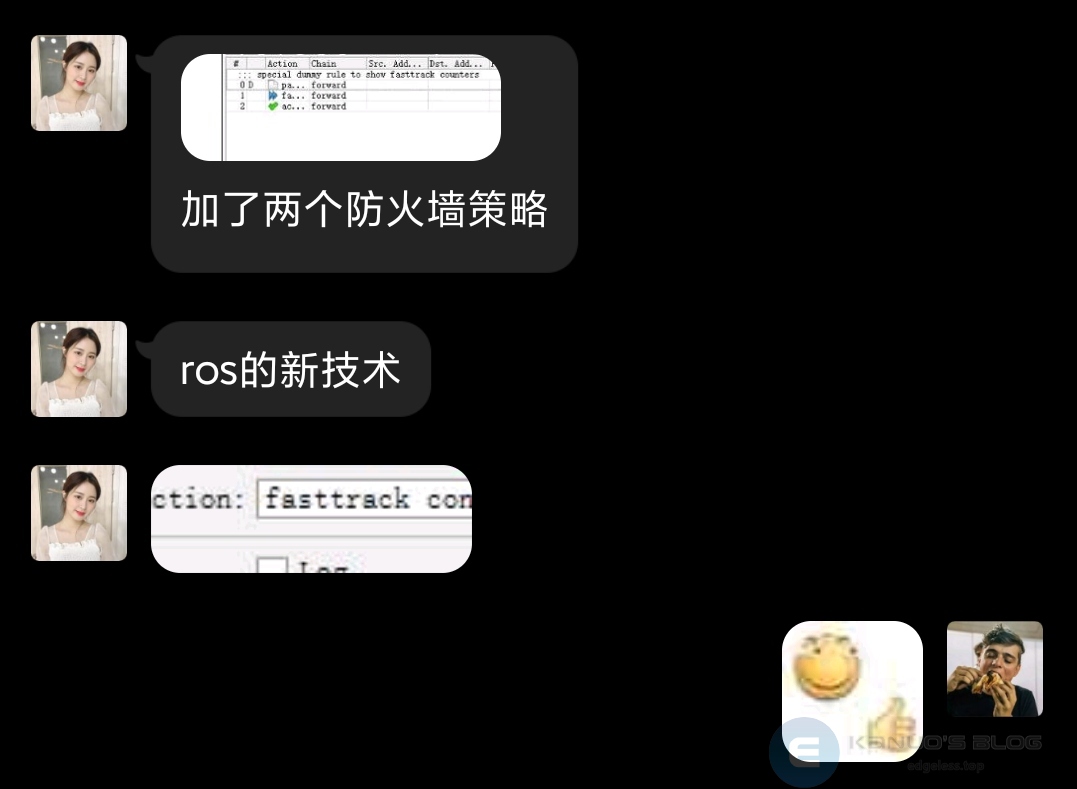 # Action Chain Src. Add... Dst. Add...
::: special dummy rule to show fasttrack counters
0 D pa... forward
1 fa... forward
2 ac... forward
加了两个防火墙策略
ros的新技术
ction: fasttrack con
Log
KANUO'S BLOG
edgeless.top